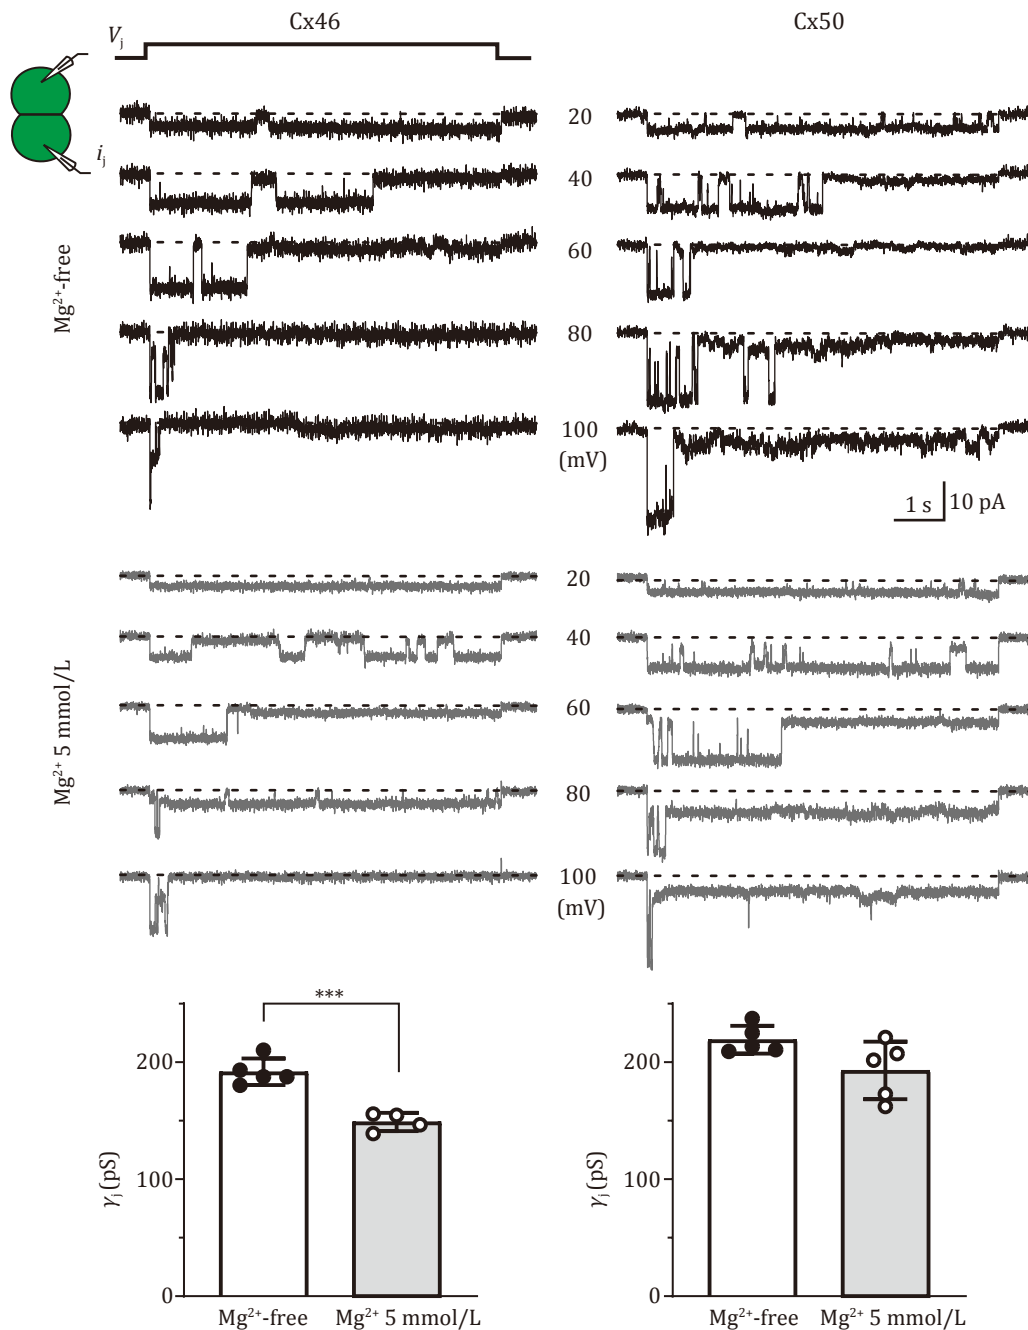 Cx46
Cx50
Vj
ij
Mg²⁺-free
20
40
60
80
100
(mV)
1 s
10 pA
Mg²⁺ 5 mmol/L
20
40
60
80
100
(mV)
***
200
100
0
γj (pS)
Mg²⁺-free
Mg²⁺ 5 mmol/L
200
100
0
γj (pS)
Mg²⁺-free
Mg²⁺ 5 mmol/L